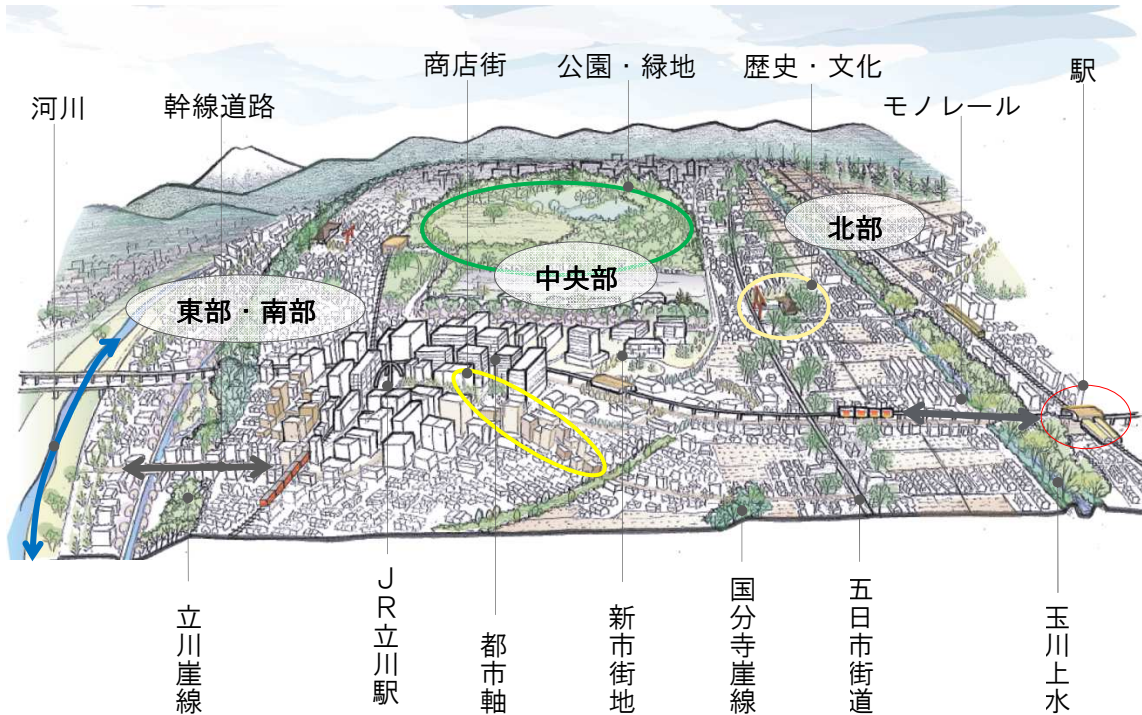 商店街
公園・緑地
歴史・文化
駅
河川
幹線道路
モノレール
北部
中央部
東部・南部
立川崖線
JR立川駅
都市軸
新市街地
国分寺崖線
五日市街道
玉川上水